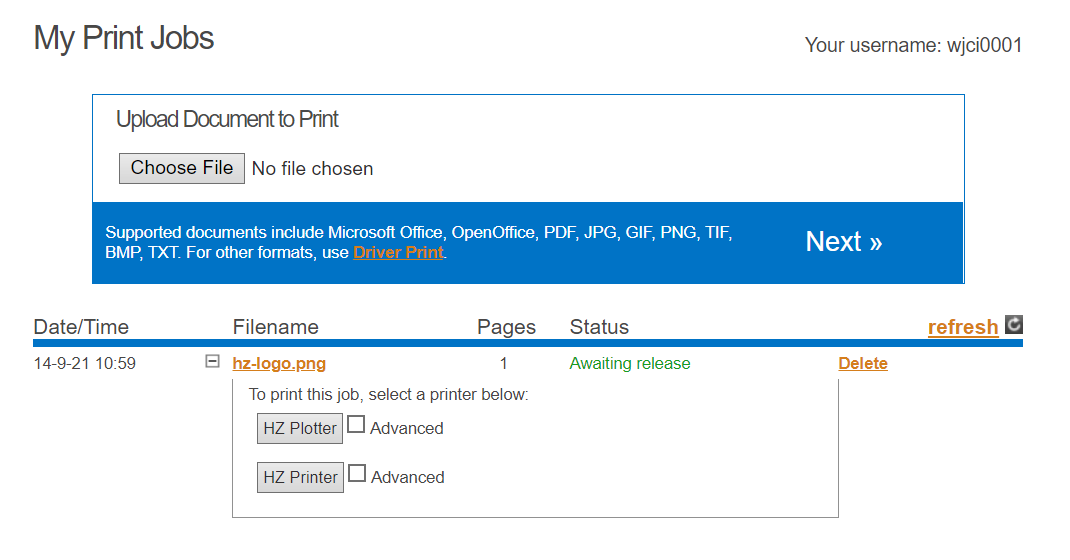 My Print Jobs
Your username: wjci0001
Upload Document to Print
Choose File No file chosen
Supported documents include Microsoft Office, OpenOffice, PDF, JPG, GIF, PNG, TIF,
BMP, TXT. For other formats, use Driver Print.
Next »
Date/Time Filename Pages Status refresh
14-9-21 10:59 hz-logo.png 1 Awaiting release Delete
To print this job, select a printer below:
HZ Plotter Advanced
HZ Printer Advanced